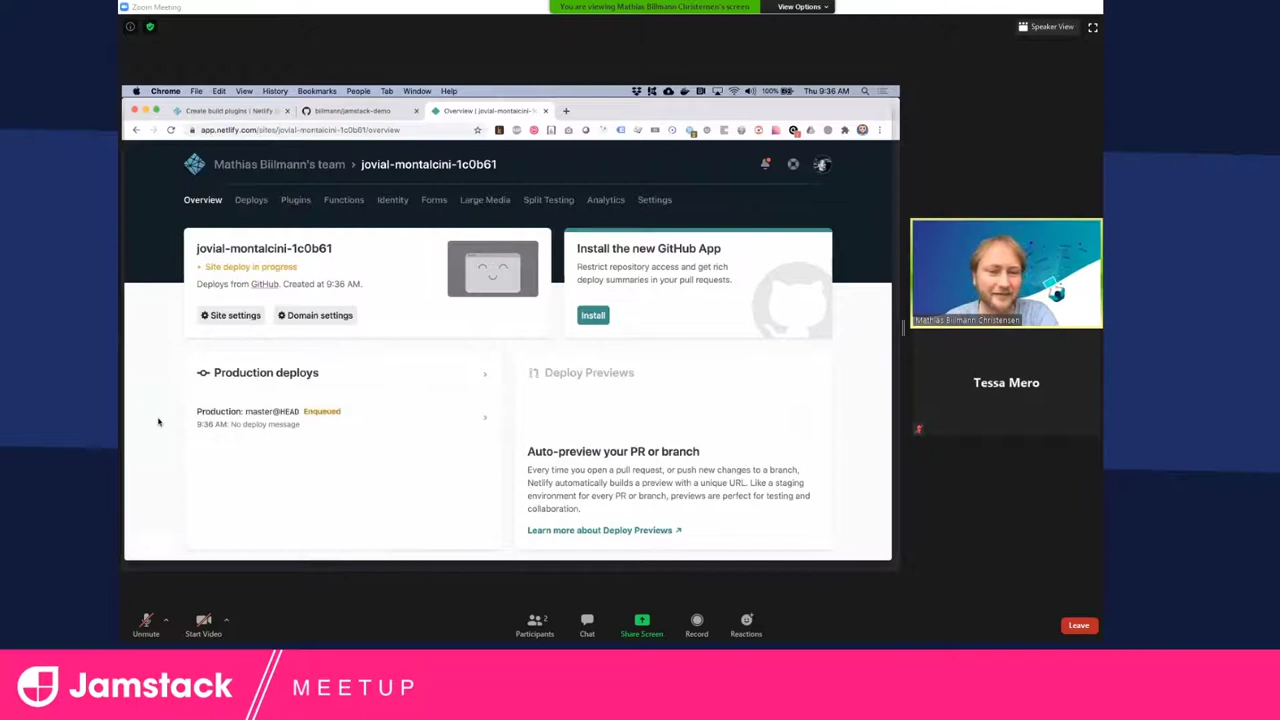 Zoom Meeting
You are viewing Mathias Biilmann Christensen's screen
View Options
Speaker View
Chrome File Edit View History Bookmarks People Tab Window Help
100%
Thu 9:36 AM
Create build plugins | Netlify
biilmann/jamstack-demo
Overview | jovial-montalcini-1c
app.netlify.com/sites/jovial-montalcini-1c0b61/overview
Mathias Biilmann's team > jovial-montalcini-1c0b61
Overview Deploys Plugins Functions Identity Forms Large Media Split Testing Analytics Settings
jovial-montalcini-1c0b61
Site deploy in progress
Deploys from GitHub. Created at 9:36 AM.
Site settings
Domain settings
Install the new GitHub App
Restrict repository access and get rich
deploy summaries in your pull requests.
Install
Production deploys
Production: master@HEAD Enqueued
9:36 AM: No deploy message
Deploy Previews
Auto-preview your PR or branch
Every time you open a pull request, or push new changes to a branch,
Netlify automatically builds a preview with a unique URL. Like a staging
environment for every PR or branch, previews are perfect for testing and
collaboration.
Learn more about Deploy Previews
Mathias Biilmann Christensen
Tessa Mero
Unmute
Start Video
2
Participants
Chat
Share Screen
Record
Reactions
Leave
Jamstack
MEETUP